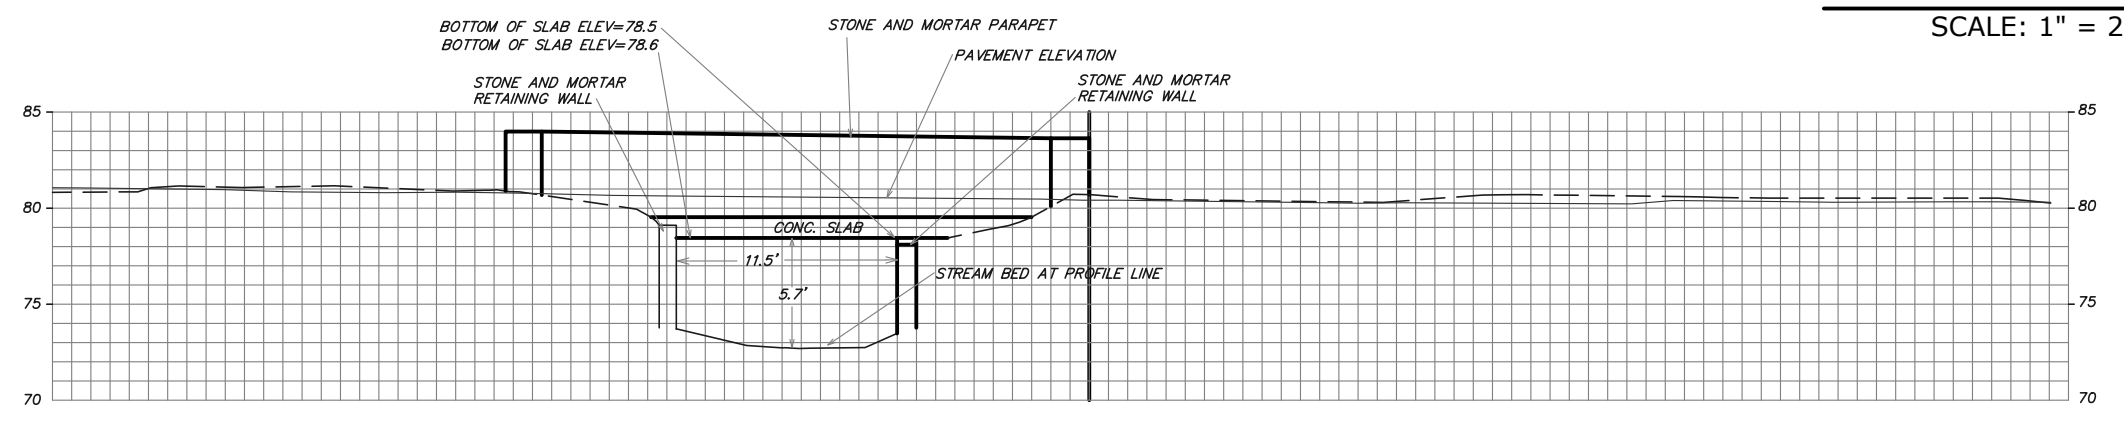 SCALE: 1" = 2
BOTTOM OF SLAB ELEV=78.5
BOTTOM OF SLAB ELEV=78.6
STONE AND MORTAR PARAPET
PAVEMENT ELEVATION
STONE AND MORTAR
RETAINING WALL
STONE AND MORTAR
RETAINING WALL
85
85
80
80
CONC. SLAB
11.5'
STREAM BED AT PROFILE LINE
5.7'
75
75
70
70